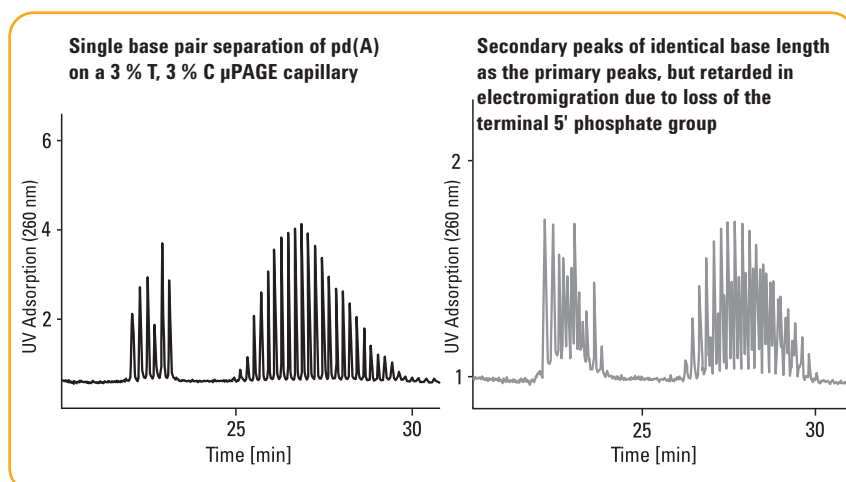 Single base pair separation of pd(A)
on a 3 % T, 3 % C µPAGE capillary
6
4
2
UV Adsorption (260 nm)
25
30
Time [min]
Secondary peaks of identical base length
as the primary peaks, but retarded in
electromigration due to loss of the
terminal 5' phosphate group
2
1
UV Adsorption (260 nm)
25
30
Time [min]